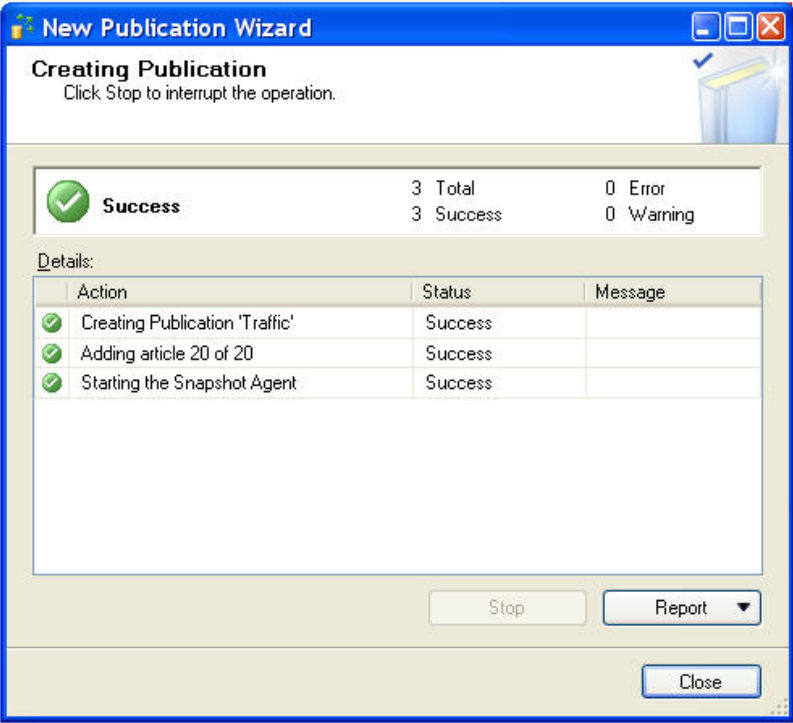 New Publication Wizard
Creating Publication
Click Stop to interrupt the operation.
Success 3 Total 0 Error
3 Success 0 Warning
Details:
Action Status Message
Creating Publication 'Traffic' Success
Adding article 20 of 20 Success
Starting the Snapshot Agent Success
Stop Report
Close